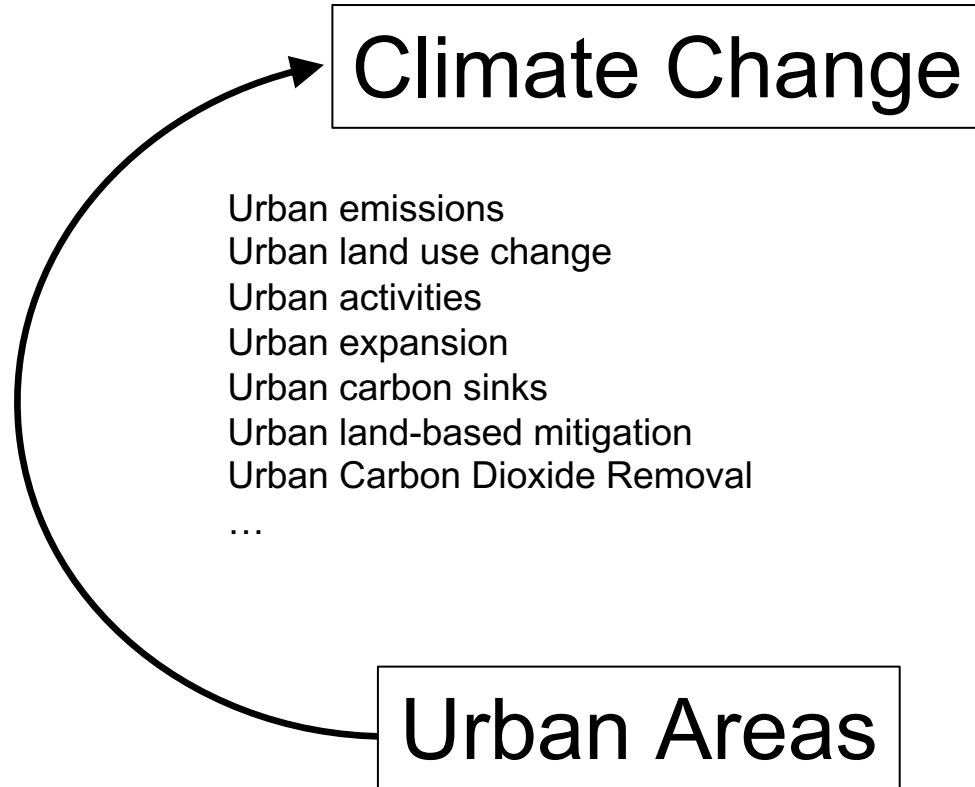 Climate Change
Urban emissions
Urban land use change
Urban activities
Urban expansion
Urban carbon sinks
Urban land-based mitigation
Urban Carbon Dioxide Removal
…
Urban Areas